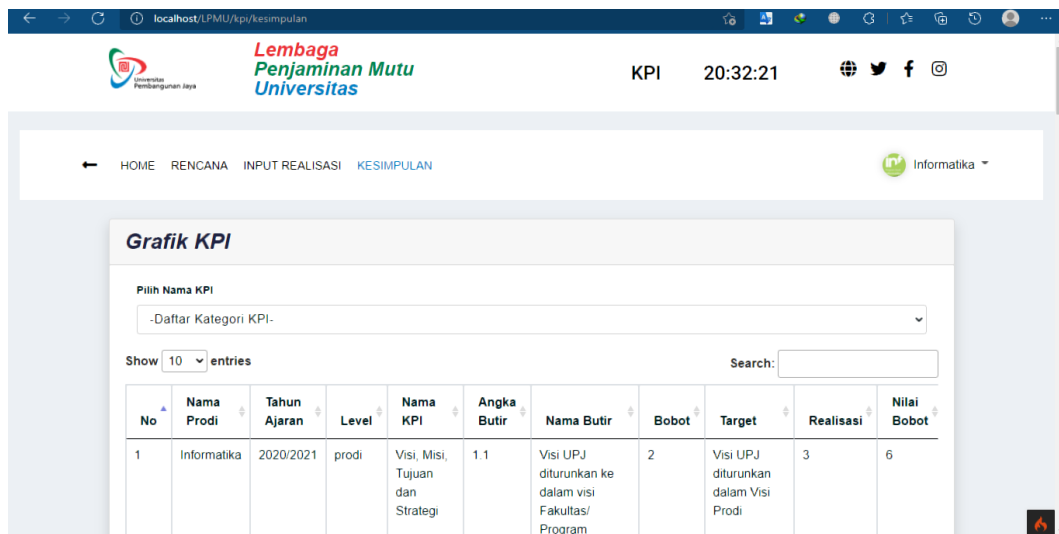 localhost/LPMU/kpi/kesimpulan
Universitas
Pembangunan Jaya
Lembaga
Penjaminan Mutu
Universitas
KPI
20:32:21
HOME RENCANA INPUT REALISASI KESIMPULAN
Informatika
Grafik KPI
Pilih Nama KPI
-Daftar Kategori KPI-
Show 10 entries
Search:
No
Nama
Prodi
Tahun
Ajaran
Level
Nama
KPI
Angka
Butir
Nama Butir
Bobot
Target
Realisasi
Nilai
Bobot
1
Informatika
2020/2021
prodi
Visi, Misi,
Tujuan
dan
Strategi
1.1
Visi UPJ
diturunkan ke
dalam visi
Fakultas/
Program
2
Visi UPJ
diturunkan
dalam Visi
Prodi
3
6